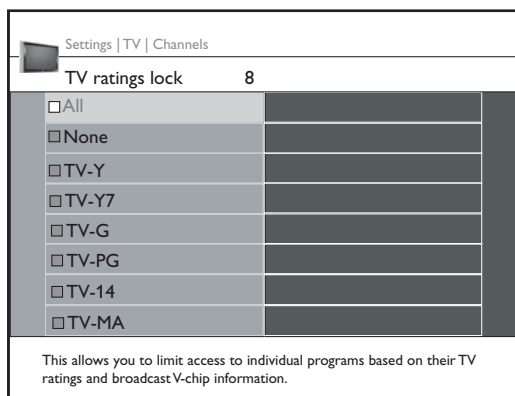 Settings | TV | Channels
TV ratings lock 8
All
None
TV-Y
TV-Y7
TV-G
TV-PG
TV-14
TV-MA
This allows you to limit access to individual programs based on their TV
ratings and broadcast V-chip information.